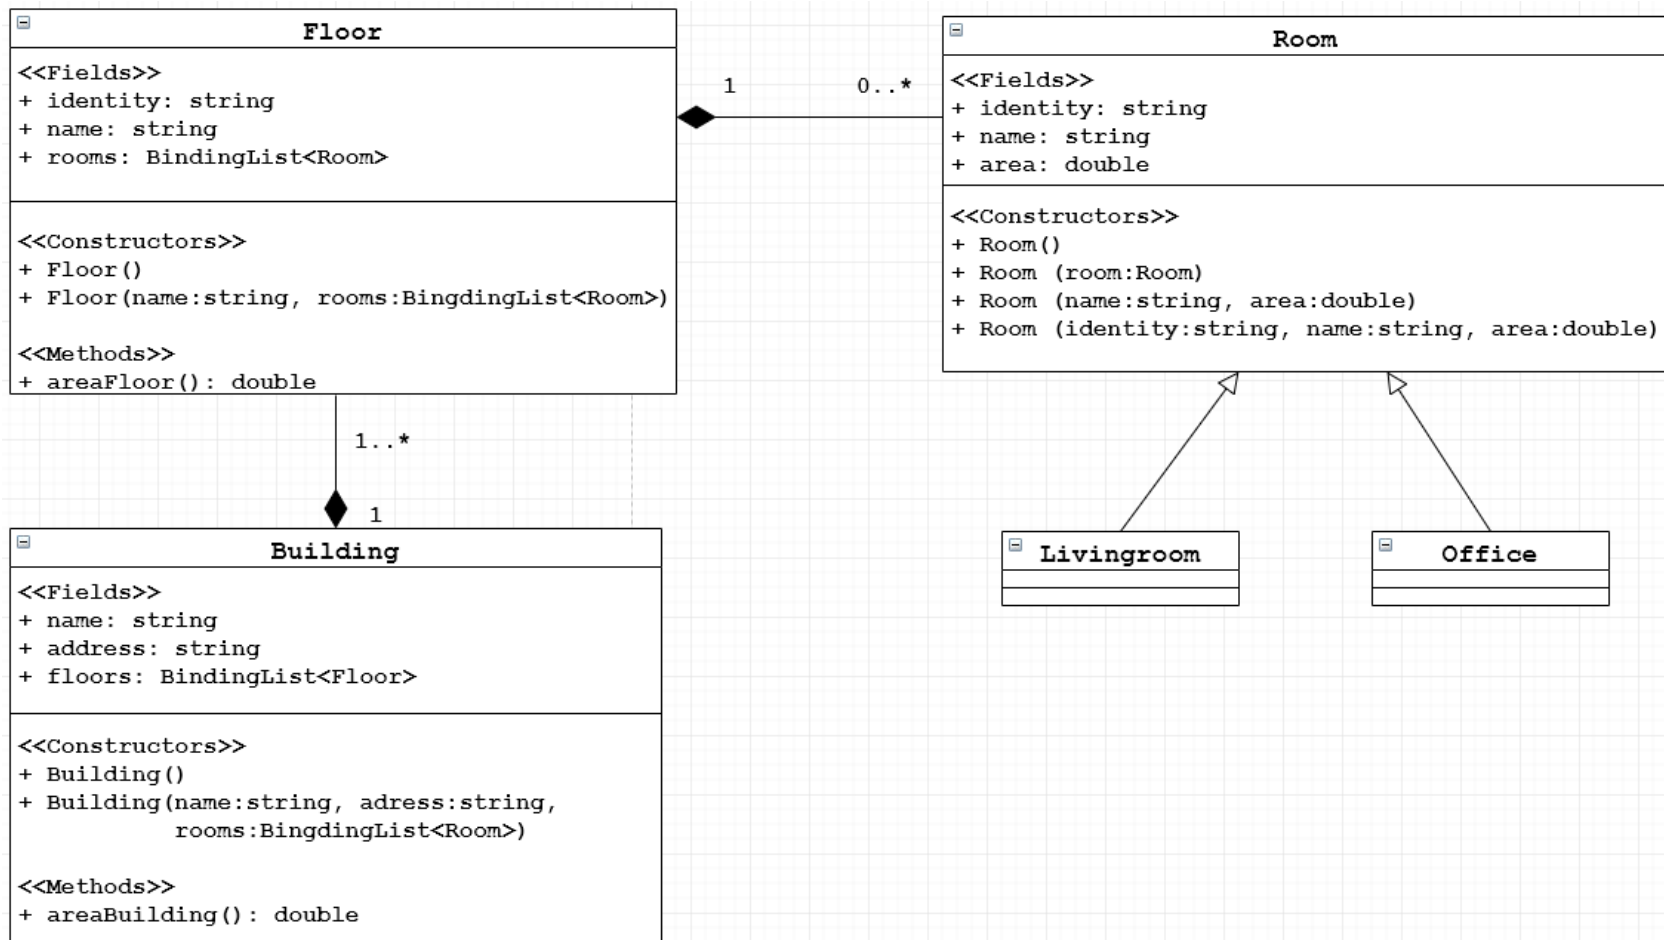 Floor
<<Fields>>
+ identity: string
+ name: string
+ rooms: BindingList<Room>
<<Constructors>>
+ Floor()
+ Floor(name:string, rooms:BingdingList<Room>)
<<Methods>>
+ areaFloor(): double
1
0..*
Room
<<Fields>>
+ identity: string
+ name: string
+ area: double
<<Constructors>>
+ Room()
+ Room (room:Room)
+ Room (name:string, area:double)
+ Room (identity:string, name:string, area:double)
1..*
1
Building
<<Fields>>
+ name: string
+ address: string
+ floors: BindingList<Floor>
<<Constructors>>
+ Building()
+ Building(name:string, adress:string,
rooms:BingdingList<Room>)
<<Methods>>
+ areaBuilding(): double
Livingroom
Office